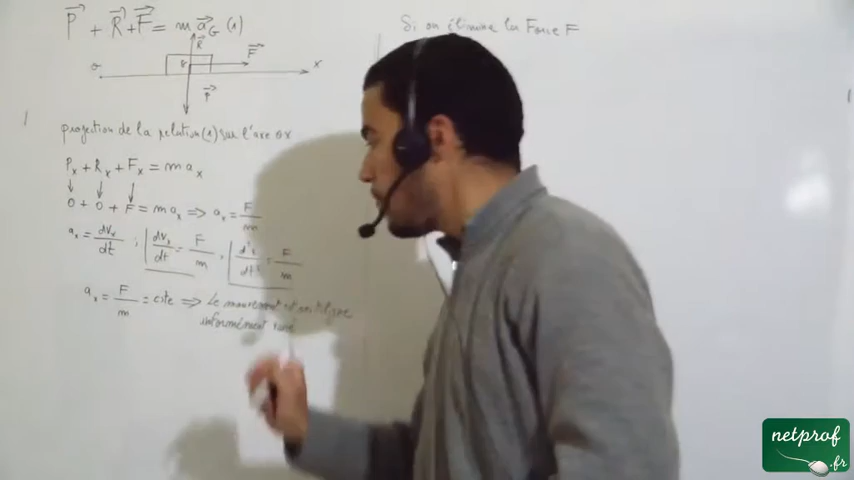 P⃗ + R⃗ + F⃗ = m a⃗_G (1)
R⃗
F⃗
o G x
P⃗
projection de la relation (1) sur l'axe ox
Pₓ + Rₓ + Fₓ = m aₓ
0 + 0 + F = m aₓ ⇒ aₓ = F/m
aₓ = dVₓ/dt ; dVₓ/dt = F/m , d²x/dt² = F/m
aₓ = F/m = cste ⇒ Le mouvement est rectiligne
uniformément varié
Si on élimine la Force F
netprof
.fr